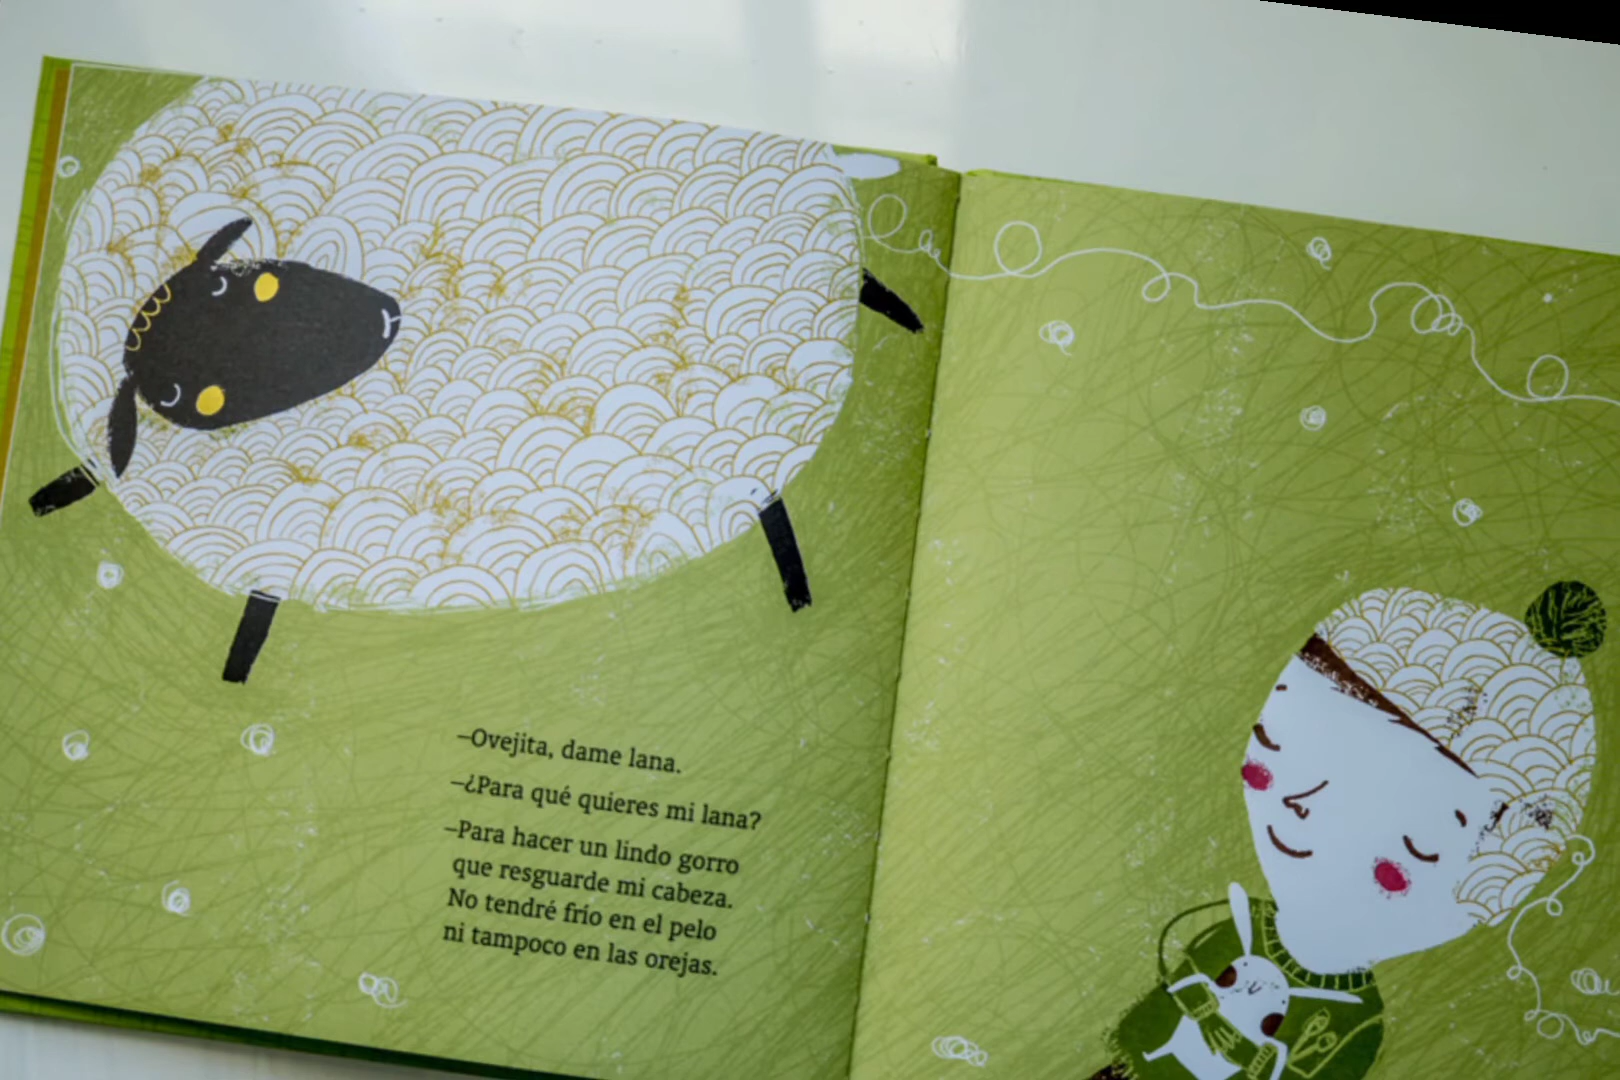 –Ovejita, dame lana.
–¿Para qué quieres mi lana?
–Para hacer un lindo gorro
que resguarde mi cabeza.
No tendré frío en el pelo
ni tampoco en las orejas.